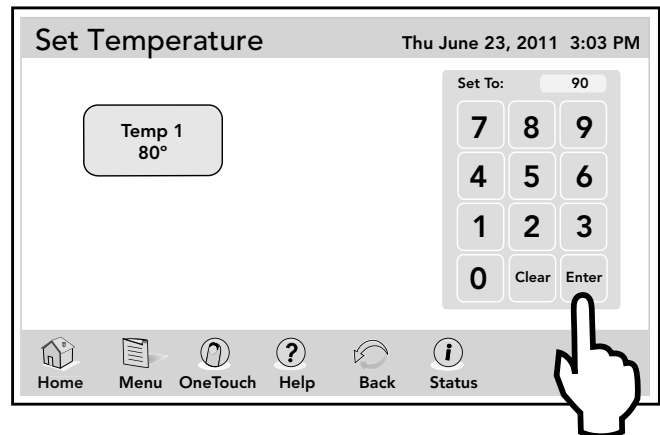 Set Temperature Thu June 23, 2011 3:03 PM
Set To: 90
Temp 1
80°
7 8 9
4 5 6
1 2 3
0 Clear Enter
? i
Home Menu OneTouch Help Back Status